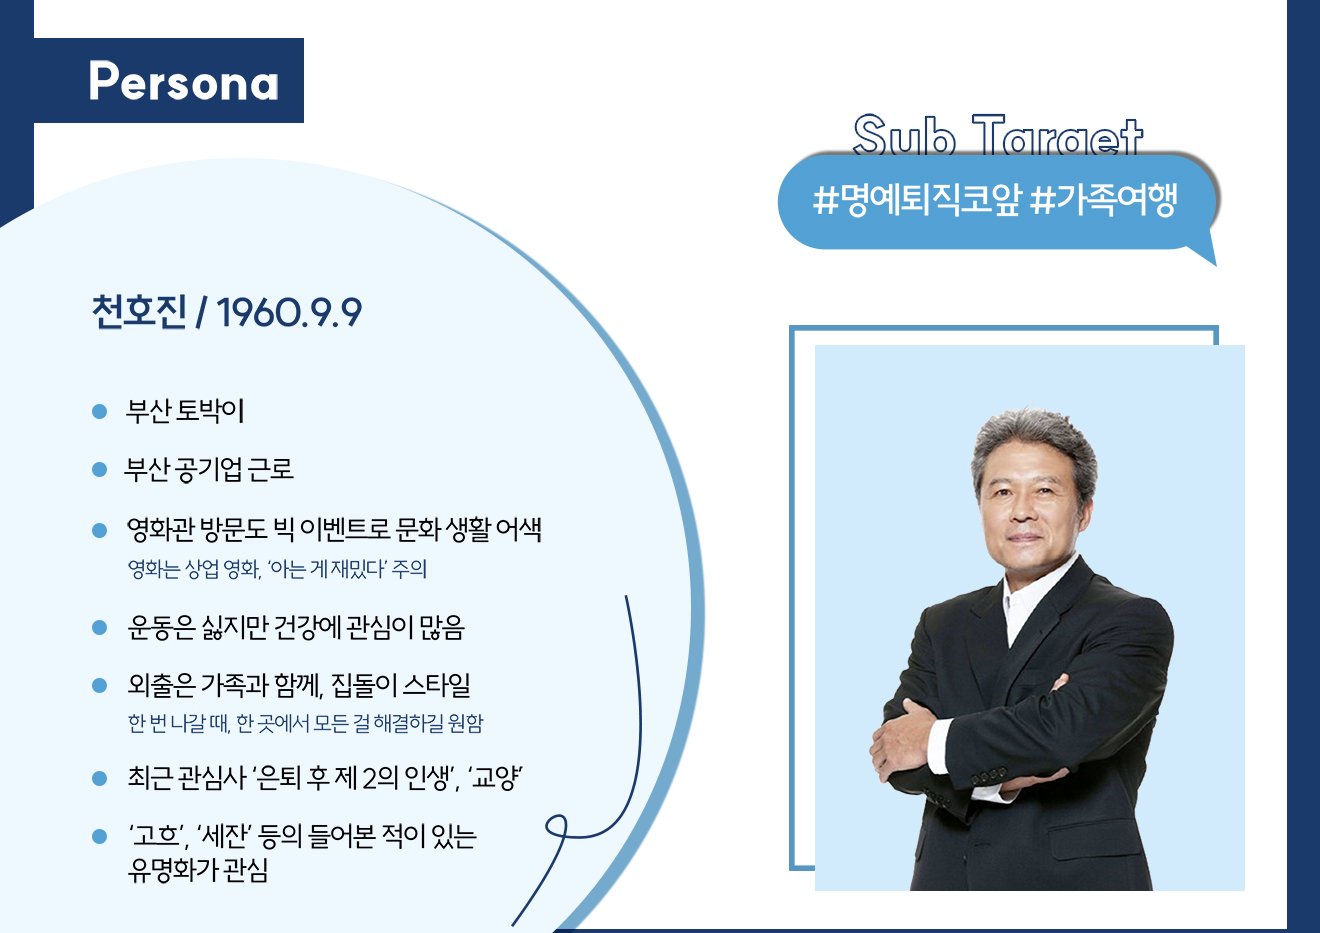 Persona
Sub Target
#명예퇴직코앞 #가족여행
천호진 / 1960.9.9
부산 토박이
부산 공기업 근로
영화관 방문도 빅 이벤트로 문화 생활 어색
영화는 상업 영화, ‘아는 게 재밌다’ 주의
운동은 싫지만 건강에 관심이 많음
외출은 가족과 함께, 집돌이 스타일
한 번 나갈 때, 한 곳에서 모든 걸 해결하길 원함
최근 관심사 ‘은퇴 후 제 2의 인생’, ‘교양’
‘고흐’, ‘세잔’ 등의 들어본 적이 있는
유명화가 관심